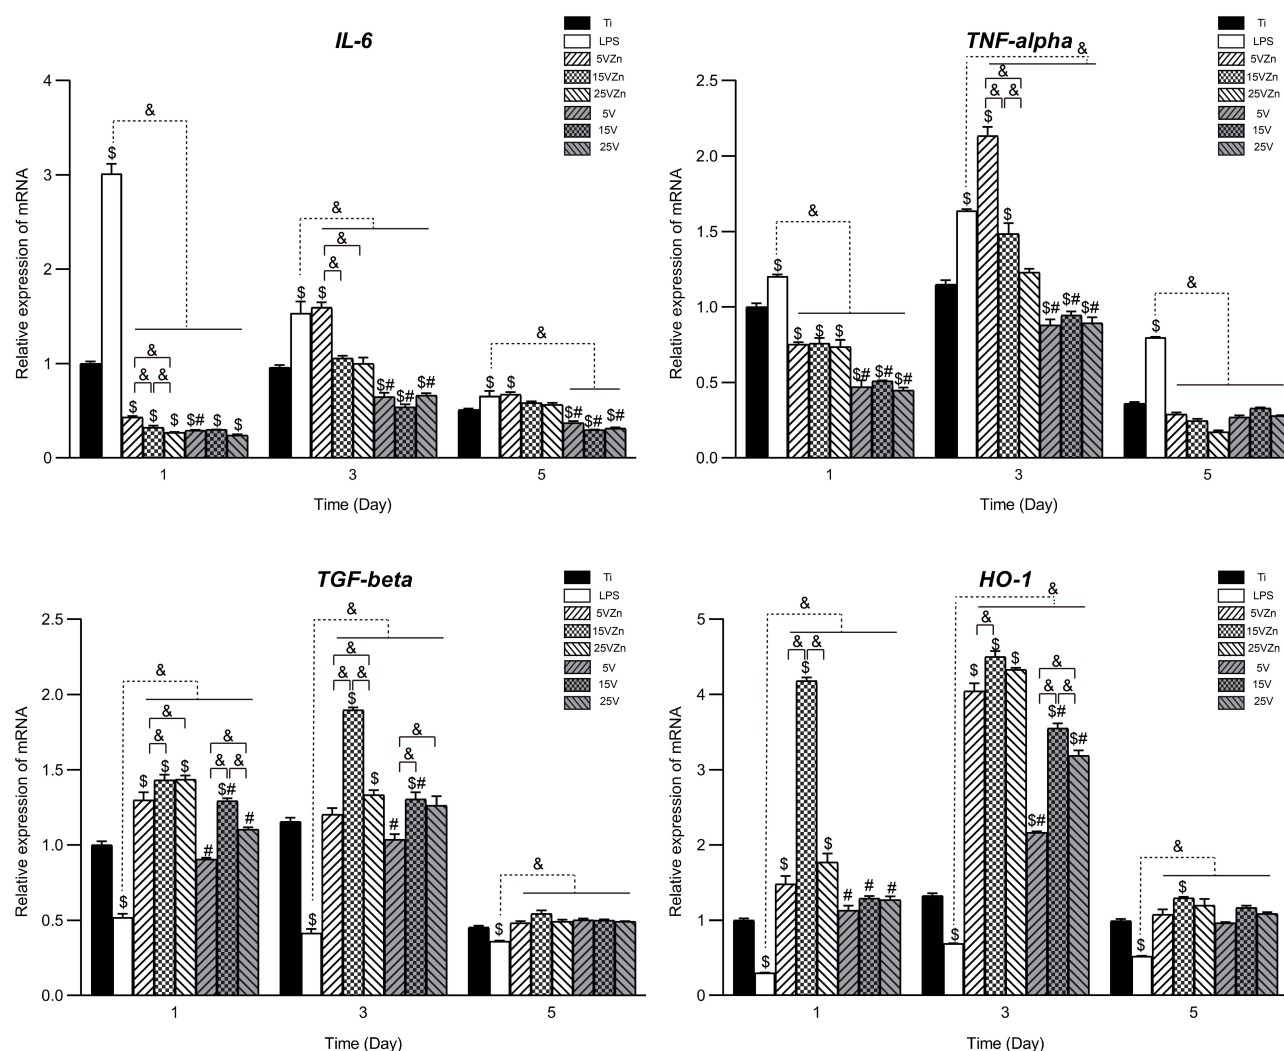 IL-6
Ti
LPS
5VZn
15VZn
25VZn
5V
15V
25V
Relative expression of mRNA
4
3
2
1
0
&
$
&
& &
$ $ $ $# $ $
&
&
&
$ $
$# $# $#
&
$ $
$# $# $#
1 3 5
Time (Day)
TNF-alpha
Ti
LPS
5VZn
15VZn
25VZn
5V
15V
25V
Relative expression of mRNA
2.5
2.0
1.5
1.0
0.5
0.0
&
$
$ $ $
$# $# $#
&
&
& &
$
$
$
$# $# $#
&
$
1 3 5
Time (Day)
TGF-beta
Ti
LPS
5VZn
15VZn
25VZn
5V
15V
25V
Relative expression of mRNA
2.5
2.0
1.5
1.0
0.5
0.0
&
&
&
&
& &
$ $ $ $
# $# #
&
&
& &
$
$
$
&
&
# $#
&
$
1 3 5
Time (Day)
HO-1
Ti
LPS
5VZn
15VZn
25VZn
5V
15V
25V
Relative expression of mRNA
5
4
3
2
1
0
&
& &
$
$
$
$
# # #
&
&
$
$ $ $
&
& &
$# $# $#
&
$
$
1 3 5
Time (Day)